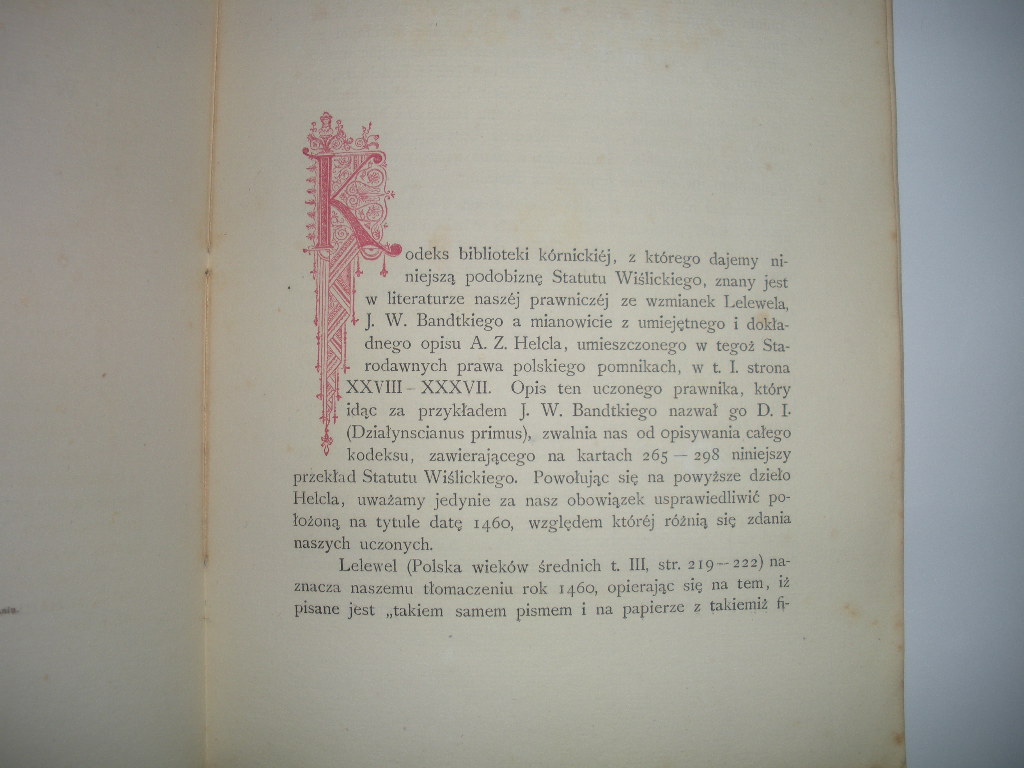 Kodeks biblioteki kórnickiéj, z którego dajemy ni-
niejszą podobiznę Statutu Wiślickiego, znany jest
w literaturze naszéj prawniczéj ze wzmianek Lelewela,
J. W. Bandtkiego a mianowicie z umiejętnego i dokła-
dnego opisu A. Z. Helcla, umieszczonego w tegoż Sta-
rodawnych prawa polskiego pomnikach, w t. I. strona
XXVIII – XXXVII. Opis ten uczonego prawnika, który
idąc za przykładem J. W. Bandtkiego nazwał go D. I.
(Działynscianus primus), zwalnia nas od opisywania całego
kodeksu, zawierającego na kartach 265 — 298 niniejszy
przekład Statutu Wiślickiego. Powołując się na powyższe dzieło
Helcla, uważamy jedynie za nasz obowiązek usprawiedliwić po-
łożoną na tytule datę 1460, względem któréj różnią się zdania
naszych uczonych.
Lelewel (Polska wieków średnich t. III, str. 219—222) na-
znacza naszemu tłomaczeniu rok 1460, opierając się na tem, iż
pisane jest „takiem samem pismem i na papierze z takiemiż fi-